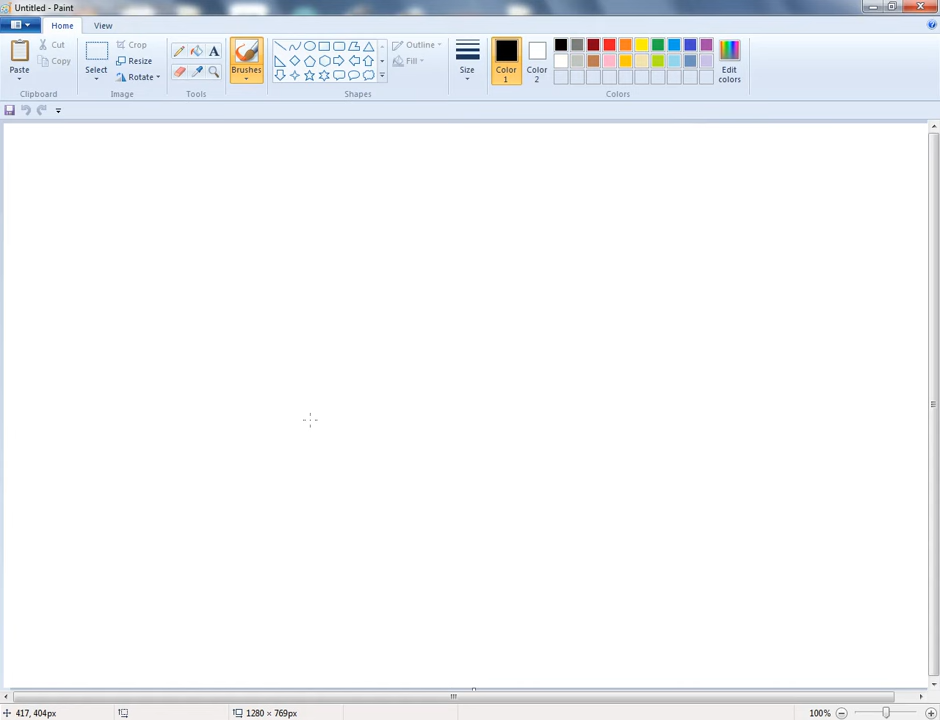 Untitled - Paint
Home View
Paste Cut Copy Select Crop Resize Rotate Brushes Outline Fill Size Color 1 Color 2 Edit colors
Clipboard Image Tools Shapes Colors
417, 404px 1280 × 769px 100%